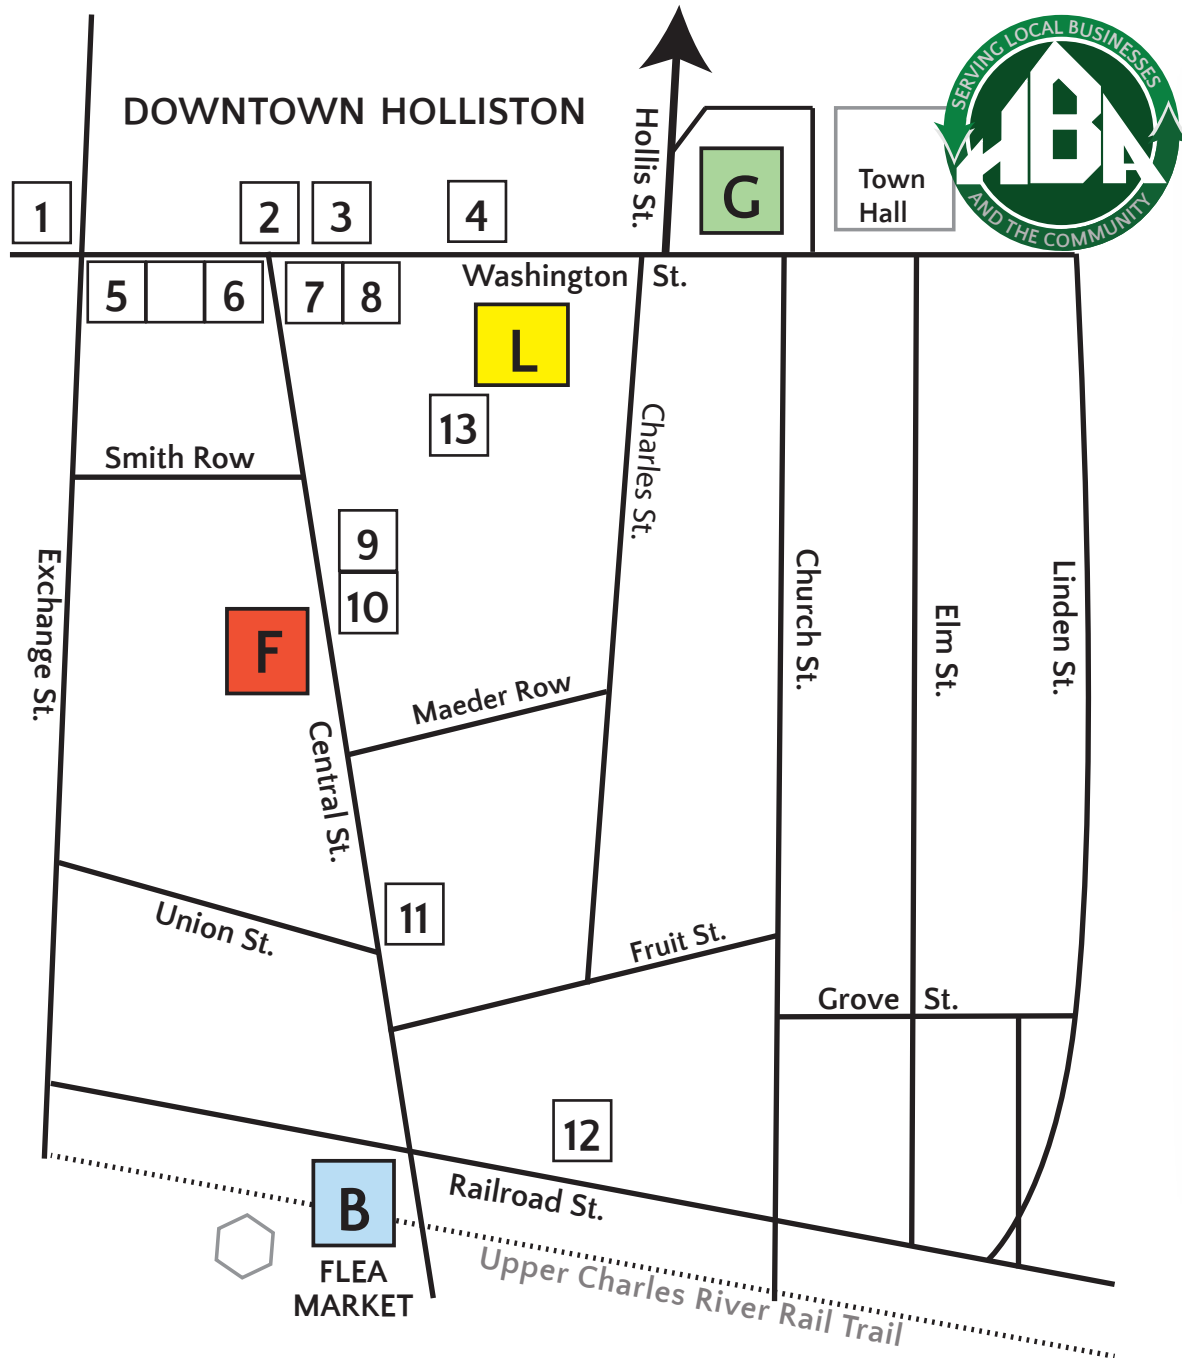 SERVING LOCAL BUSINESSES
AND THE COMMUNITY
HBA
DOWNTOWN HOLLISTON
Hollis St.
G
Town
Hall
1
2
3
4
5
6
7
8
Washington St.
L
13
Charles St.
Smith Row
9
10
Exchange St.
F
Church St.
Elm St.
Linden St.
Maeder Row
Central St.
11
Union St.
Fruit St.
Grove St.
12
B
Railroad St.
FLEA
MARKET
Upper Charles River Rail Trail